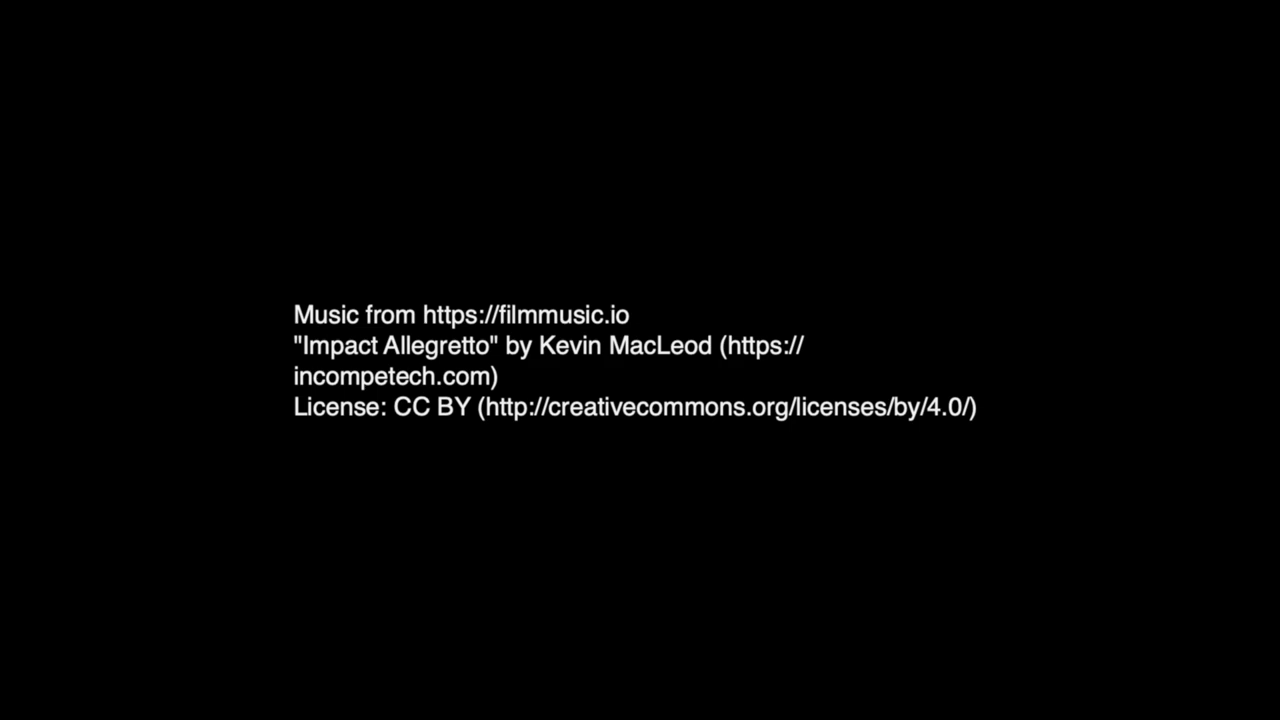 Music from https://filmmusic.io
"Impact Allegretto" by Kevin MacLeod (https://
incompetech.com)
License: CC BY (http://creativecommons.org/licenses/by/4.0/)